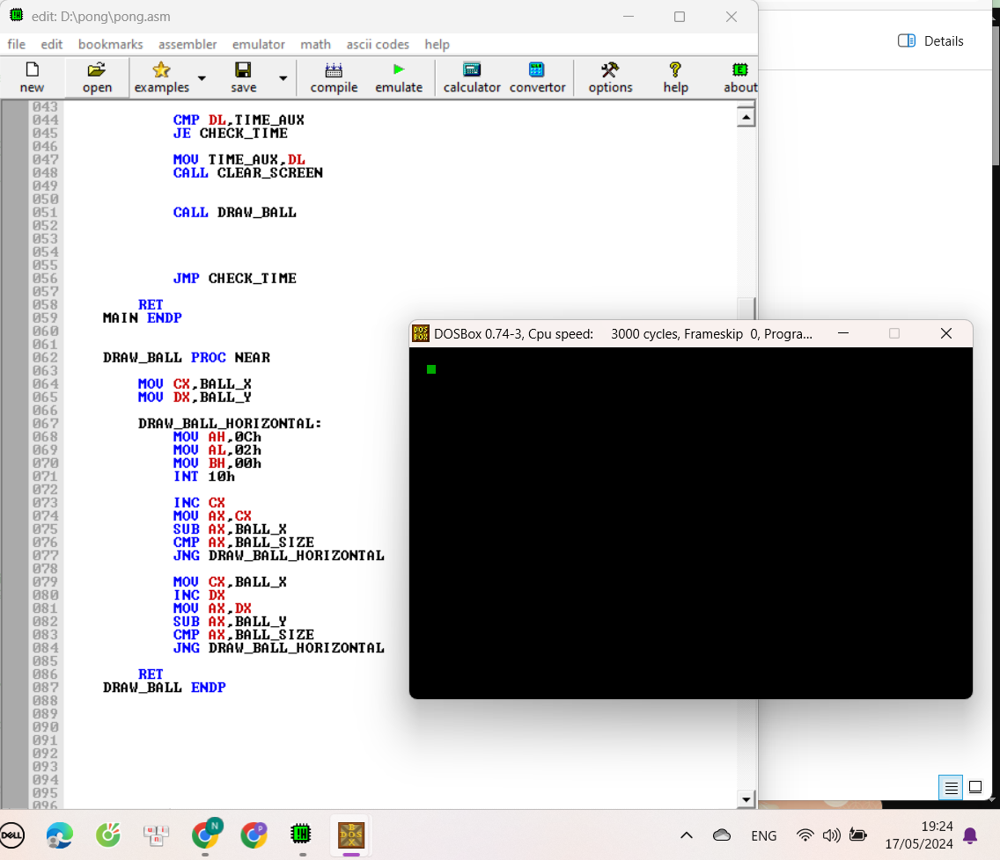 edit: D:\pong\pong.asm
file edit bookmarks assembler emulator math ascii codes help
new open examples save compile emulate calculator convertor options help about
Details
043
044 CMP DL,TIME_AUX
045 JE CHECK_TIME
046
047 MOV TIME_AUX,DL
048 CALL CLEAR_SCREEN
049
050
051 CALL DRAW_BALL
052
053
054
055
056 JMP CHECK_TIME
057
058 RET
059 MAIN ENDP
060
061
062 DRAW_BALL PROC NEAR
063
064 MOV CX,BALL_X
065 MOV DX,BALL_Y
066
067 DRAW_BALL_HORIZONTAL:
068 MOV AH,0Ch
069 MOV AL,02h
070 MOV BH,00h
071 INT 10h
072
073 INC CX
074 MOV AX,CX
075 SUB AX,BALL_X
076 CMP AX,BALL_SIZE
077 JNG DRAW_BALL_HORIZONTAL
078
079 MOV CX,BALL_X
080 INC DX
081 MOV AX,DX
082 SUB AX,BALL_Y
083 CMP AX,BALL_SIZE
084 JNG DRAW_BALL_HORIZONTAL
085
086 RET
087 DRAW_BALL ENDP
088
089
090
091
092
093
094
095
096
DOS BOX DOSBox 0.74-3, Cpu speed: 3000 cycles, Frameskip 0, Progra...
DELL
N
P
ENG
19:24
17/05/2024